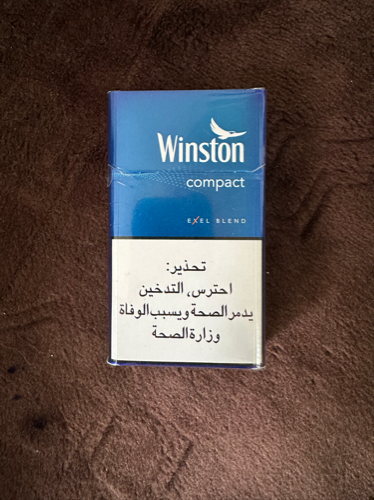 Winston
compact
EXEL BLEND
تحذير:
احترس، التدخين
يدمر الصحة ويسبب الوفاة
وزارة الصحة